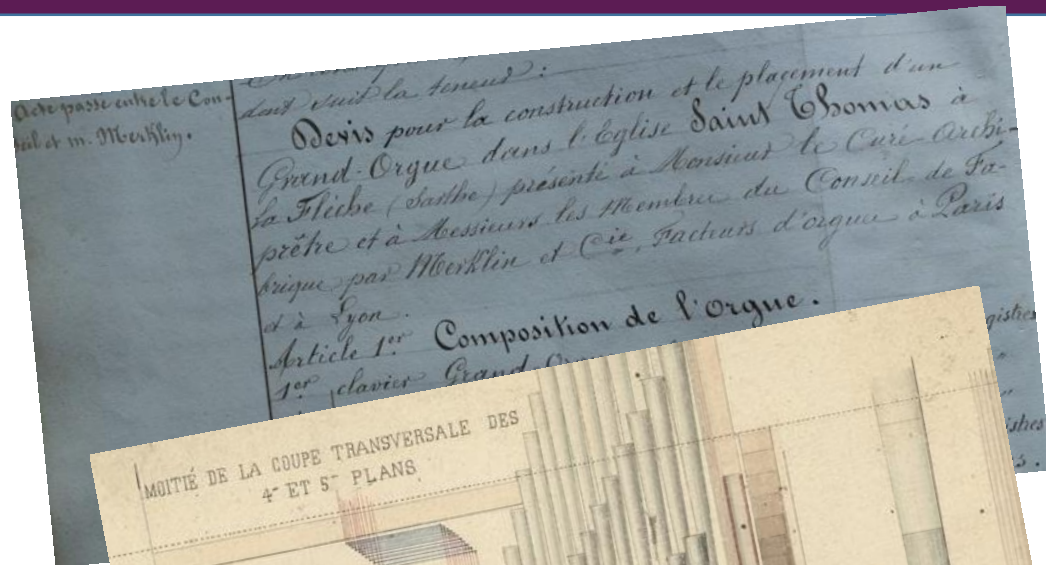 Acte passé entre le Con-
seil et m. Merklin.
dont suit la teneur :
Devis pour la construction et le placement d'un
Grand-Orgue dans l'Eglise Saint Thomas à
la Flèche (Sarthe) présenté à Monsieur le Curé-Archi-
prêtre et à Messieurs les Membres du Conseil de Fa-
brique par Merklin et Cie, Facteurs d'orgues à Paris
et à Lyon.
Article 1er Composition de l'Orgue.
1er clavier Grand-Orgue
MOITIÉ DE LA COUPE TRANSVERSALE DES
4e ET 5e PLANS